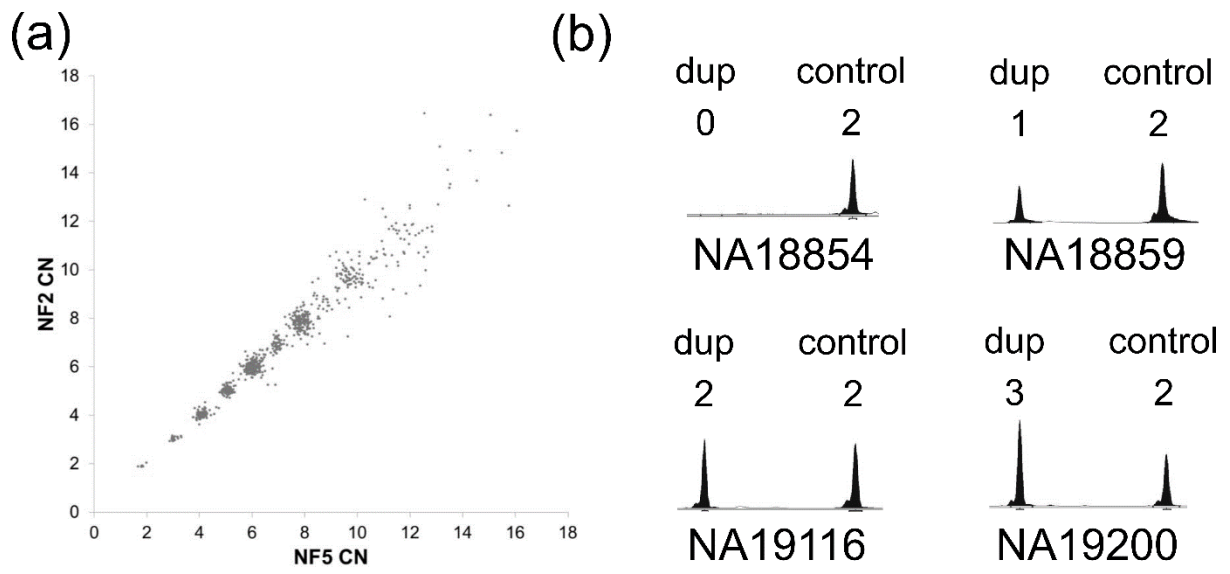 (a)
18
16
14
12
10
8
6
4
2
0
NF2 CN
0 2 4 6 8 10 12 14 16 18
NF5 CN
(b)
dup control
0 2
NA18854
dup control
1 2
NA18859
dup control
2 2
NA19116
dup control
3 2
NA19200